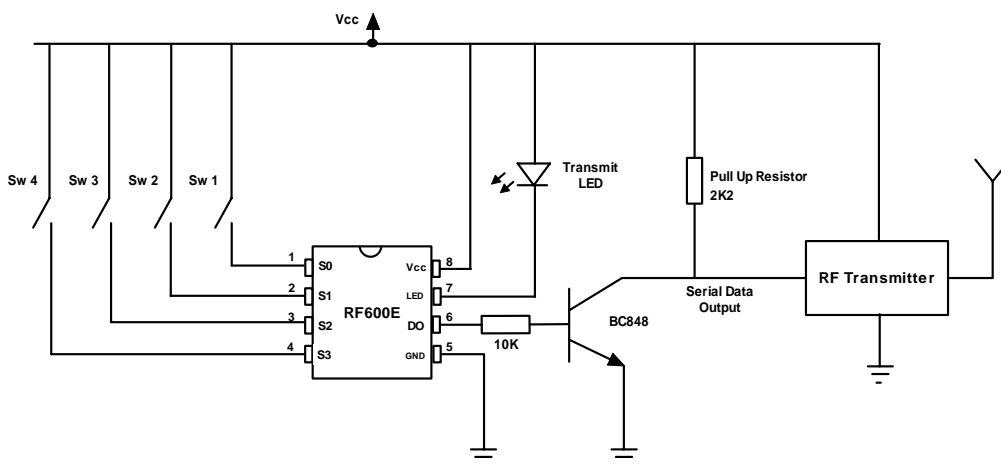 Vcc
Sw 4
Sw 3
Sw 2
Sw 1
Transmit
LED
Pull Up Resistor
2K2
1
S0
Vcc
8
2
S1
LED
7
RF600E
3
S2
DO
6
4
S3
GND
5
10K
BC848
Serial Data
Output
RF Transmitter